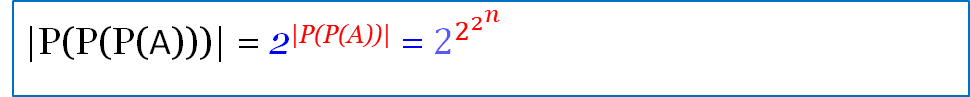 |P(P(P(A)))| = 2^|P(P(A))| = 2^2^2^n